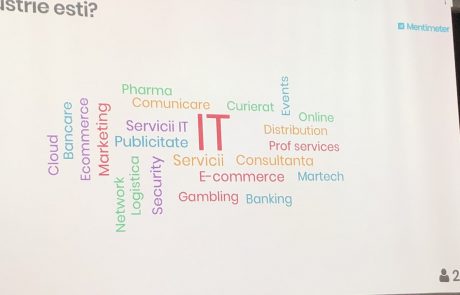 ustrie esti?
Mentimeter
Pharma
Comunicare
Curierat
Events
Online
Servicii IT
IT
Distribution
Publicitate
Prof services
Servicii
Consultanta
E-commerce
Martech
Gambling
Banking
Cloud
Bancare
Ecommerce
Marketing
Network
Logistica
Security
2